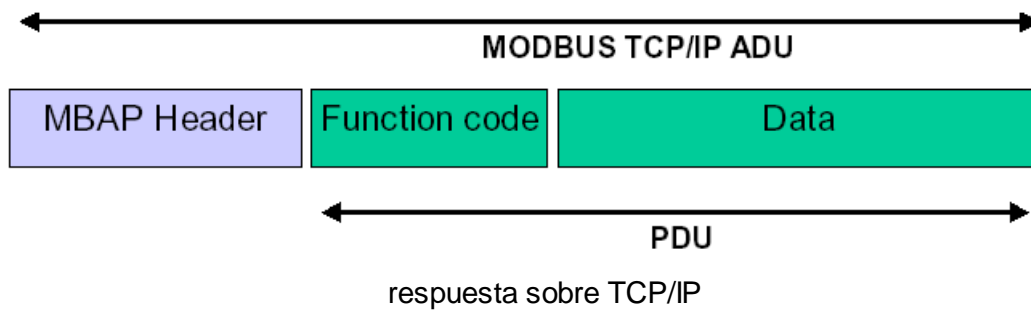 MODBUS TCP/IP ADU
MBAP Header Function code Data
PDU
respuesta sobre TCP/IP